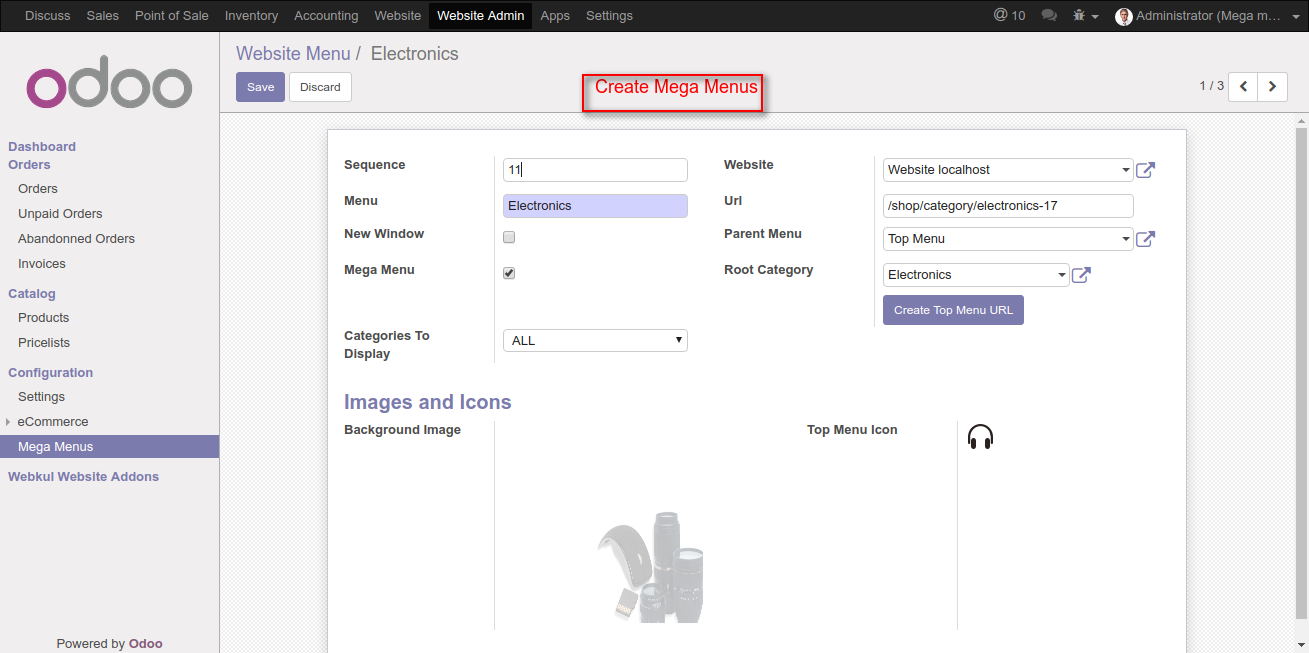 Discuss Sales Point of Sale Inventory Accounting Website Website Admin Apps Settings @ 10 Administrator (Mega m...
odoo
Website Menu / Electronics
Save Discard
Create Mega Menus
1 / 3
Dashboard
Orders
Orders
Unpaid Orders
Abandonned Orders
Invoices
Catalog
Products
Pricelists
Configuration
Settings
eCommerce
Mega Menus
Webkul Website Addons
Powered by Odoo
Sequence 11
Website Website localhost
Menu Electronics
Url /shop/category/electronics-17
New Window
Parent Menu Top Menu
Mega Menu
Root Category Electronics
Create Top Menu URL
Categories To
Display
ALL
Images and Icons
Background Image
Top Menu Icon